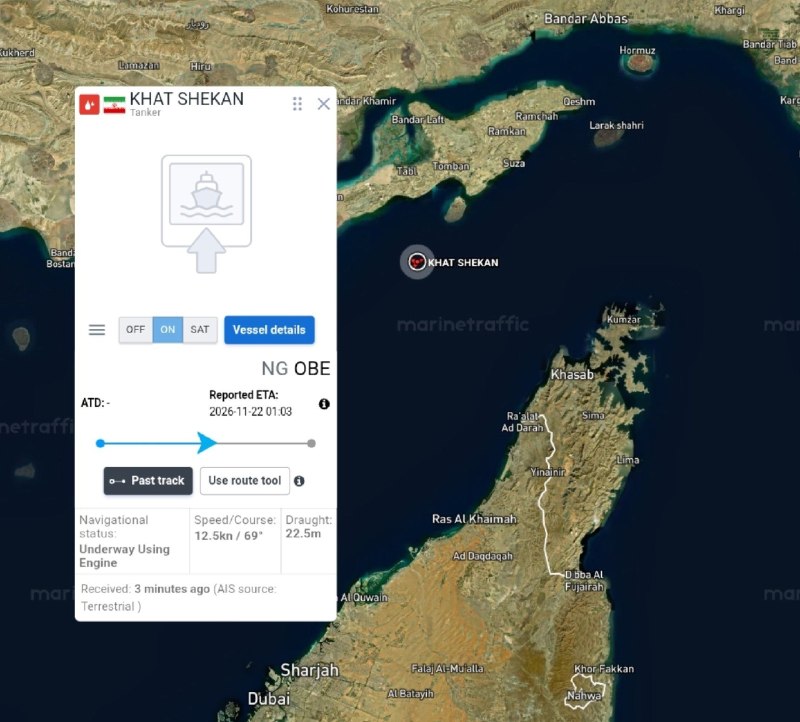 Kohurestan
Bandar Abbas
Khargi
رویدر
Kukherd
Lamazan
Hiru
Hormuz
Bandar Tiab
KHAT SHEKAN
Tanker
Bandar Khamir
Qeshm
Bandar Laft
Ramchah
Ramkan
Larak shahri
Tabl
Tomban
Suza
KHAT SHEKAN
Banda
Bostan
OFF
ON
SAT
Vessel details
marinetraffic
Kumzar
NG OBE
Khasab
ATD: -
Reported ETA:
2026-11-22 01:03
Ra'alat
Ad Darah
Sima
Lima
Yinainir
Past track
Use route tool
Navigational
status:
Underway Using
Engine
Speed/Course:
12.5kn / 69°
Draught:
22.5m
Ras Al Khaimah
Ad Daqdaqah
Dibba Al
Fujairah
Received: 3 minutes ago (AIS source:
Terrestrial )
Al Quwain
Sharjah
Dubai
Falaj Al-Mu'alla
Al Batayih
Khor Fakkan
Nahwa